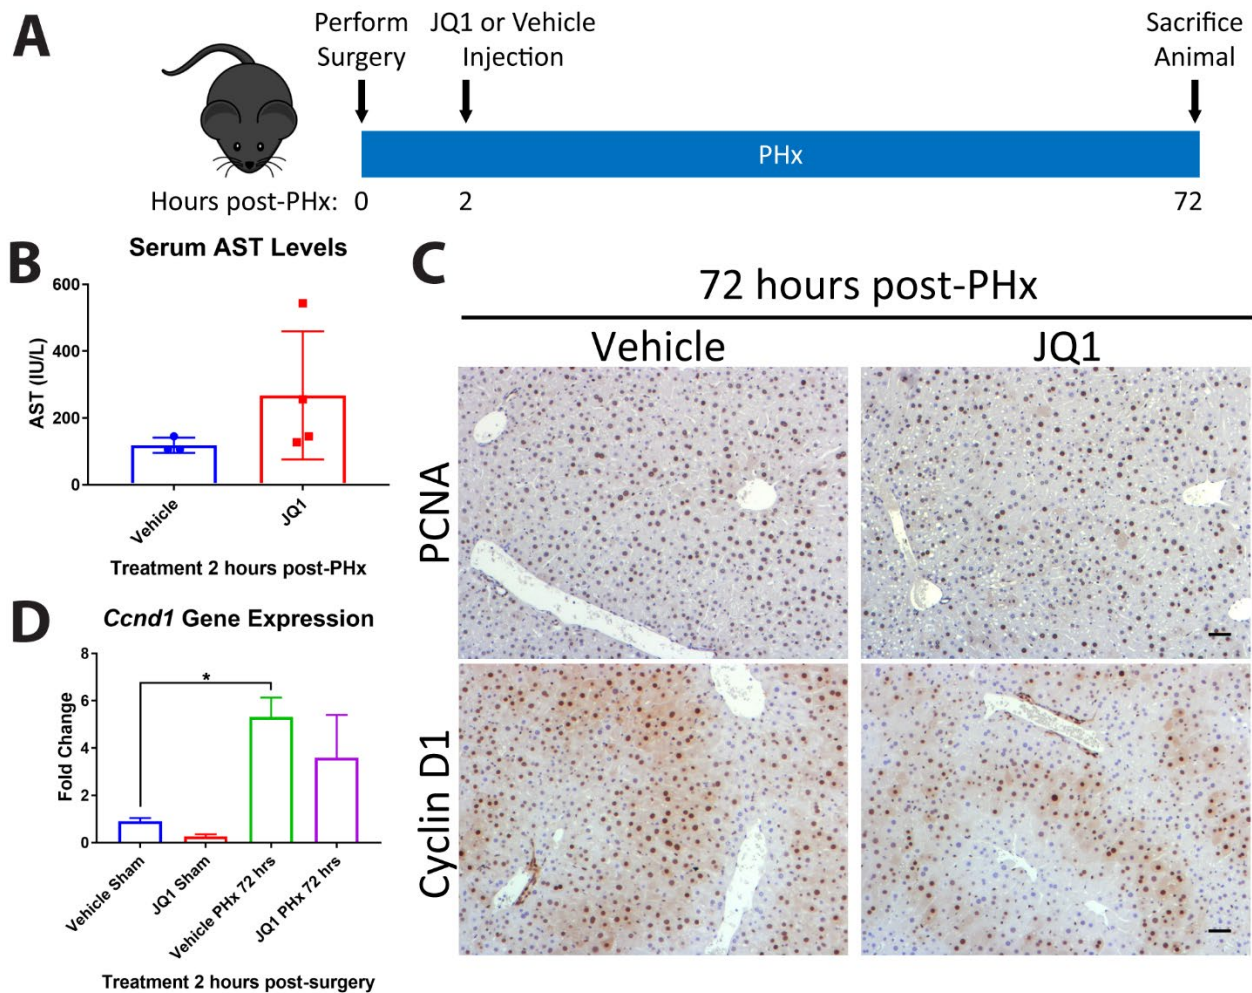 A
Perform
Surgery
JQ1 or Vehicle
Injection
Sacrifice
Animal
PHx
Hours post-PHx: 0 2 72
B
Serum AST Levels
600
400
200
0
AST (IU/L)
Vehicle
JQ1
Treatment 2 hours post-PHx
C
72 hours post-PHx
Vehicle JQ1
PCNA
Cyclin D1
D
Ccnd1 Gene Expression
8
6
4
2
0
Fold Change
*
Vehicle Sham
JQ1 Sham
Vehicle PHx 72 hrs
JQ1 PHx 72 hrs
Treatment 2 hours post-surgery